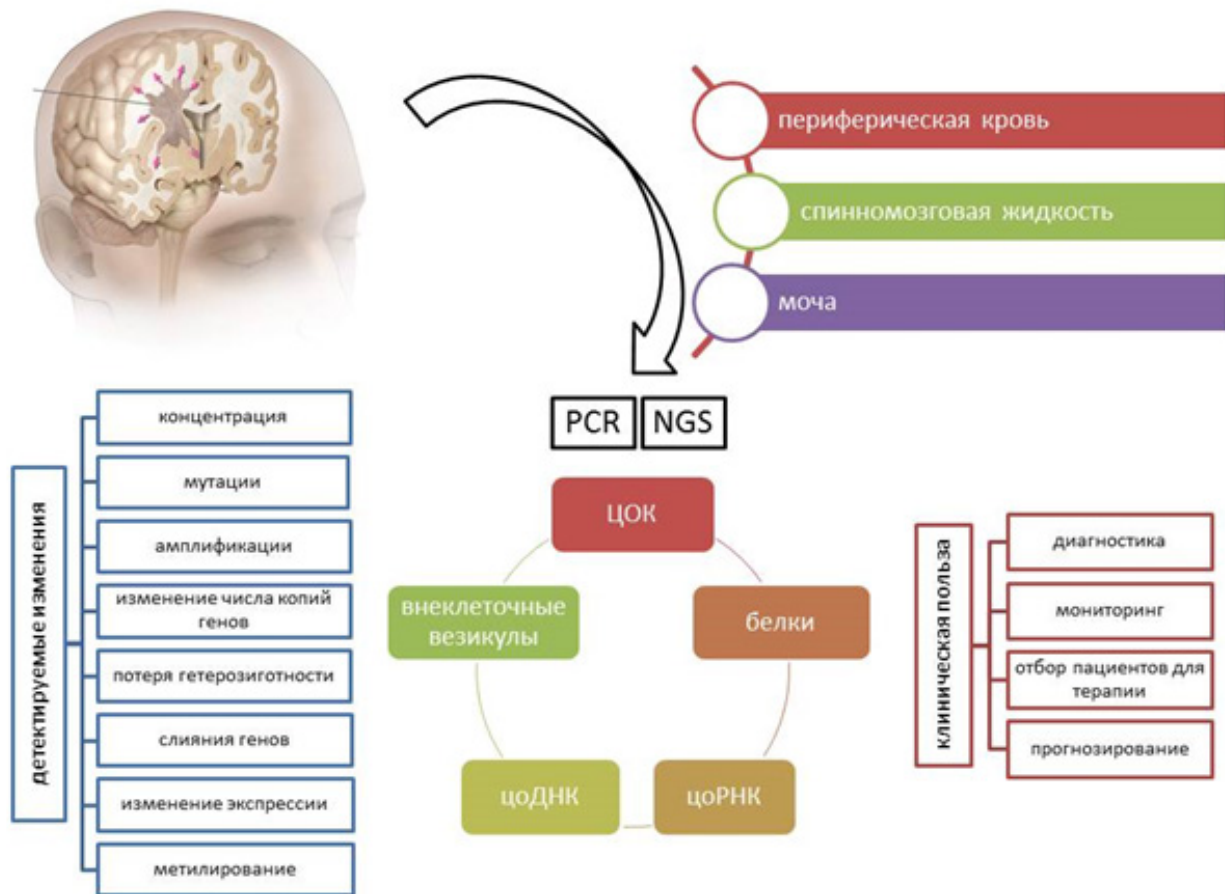 периферическая кровь
спинномозговая жидкость
моча
PCR
NGS
детектируемые изменения
концентрация
мутации
амплификации
изменение числа копий
генов
потеря гетерозиготности
слияния генов
изменение экспрессии
метилирование
ЦОК
белки
цоРНК
цоДНК
внеклеточные
везикулы
клиническая польза
диагностика
мониторинг
отбор пациентов для
терапии
прогнозирование